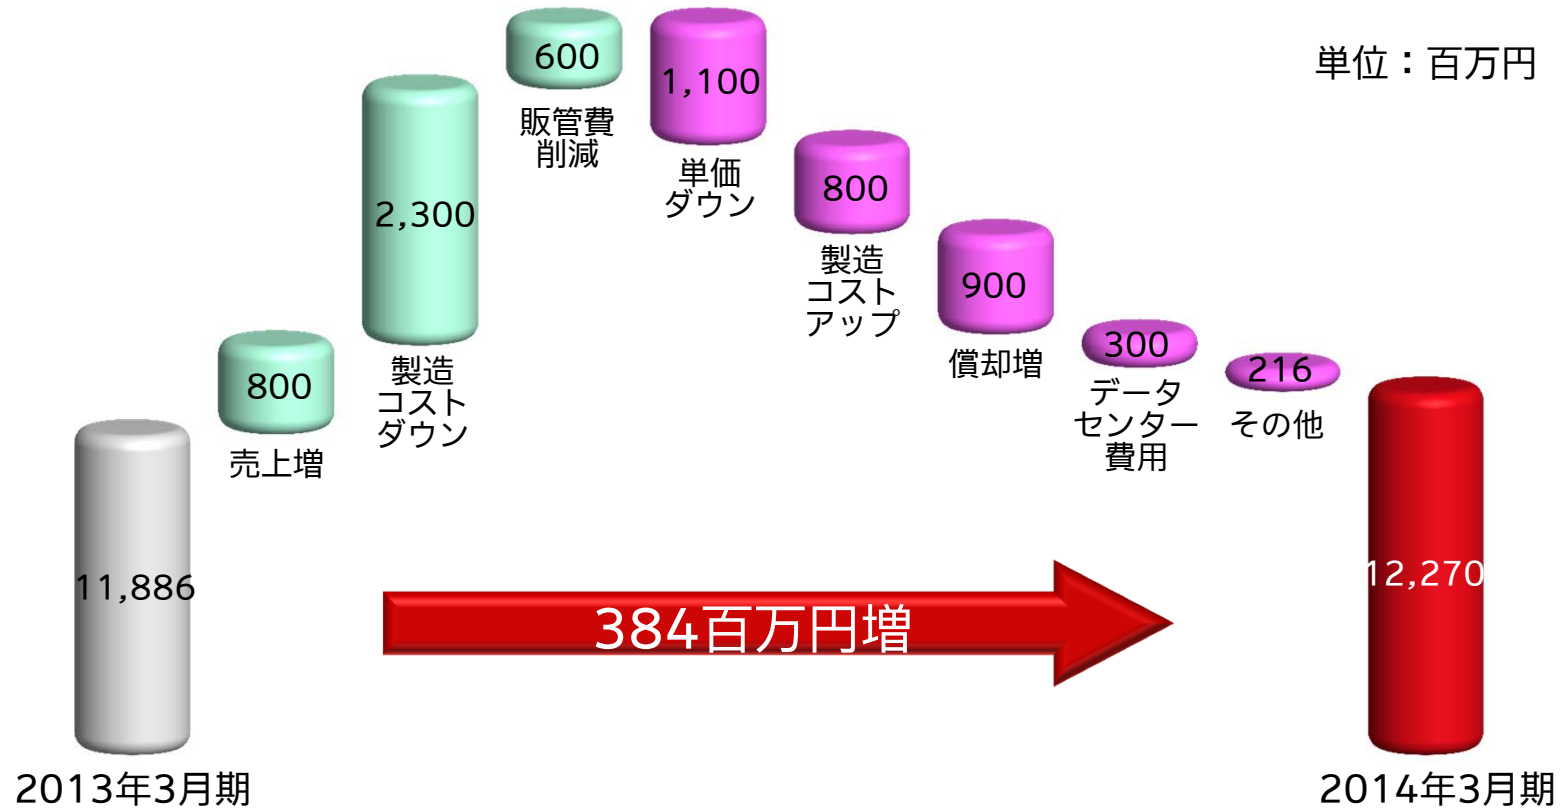 単位：百万円
600
販管費
削減
1,100
単価
ダウン
2,300
製造
コスト
ダウン
800
製造
コスト
アップ
900
償却増
300
データ
センター
費用
216
その他
800
売上増
11,886
2013年3月期
384百万円増
12,270
2014年3月期